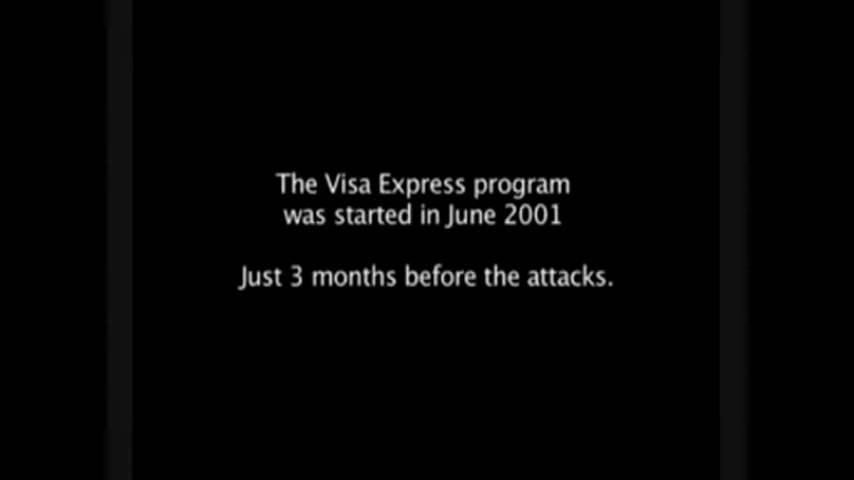 The Visa Express program
was started in June 2001
Just 3 months before the attacks.